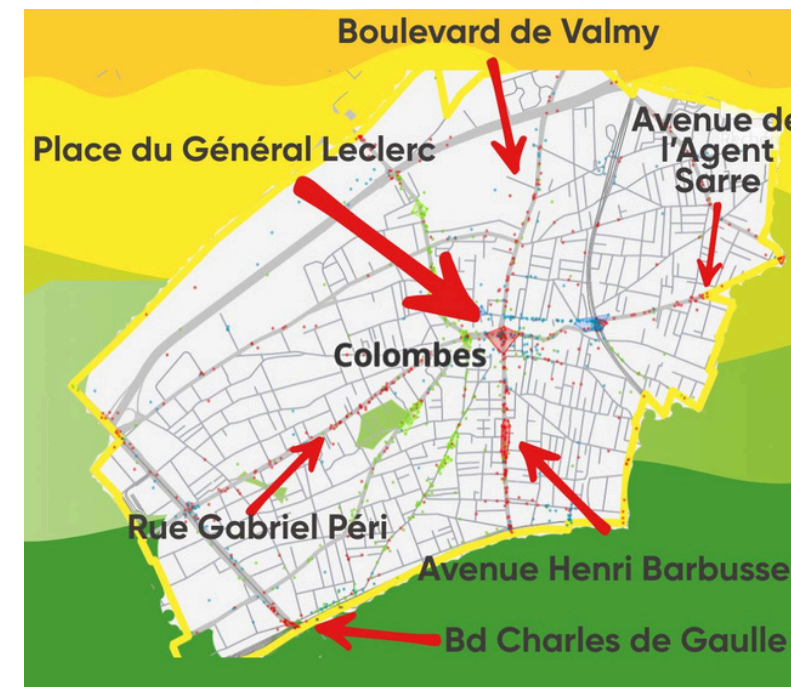 Boulevard de Valmy
Place du Général Leclerc
Avenue de
l'Agent
Sarre
Colombes
Rue Gabriel Péri
Avenue Henri Barbusse
Bd Charles de Gaulle